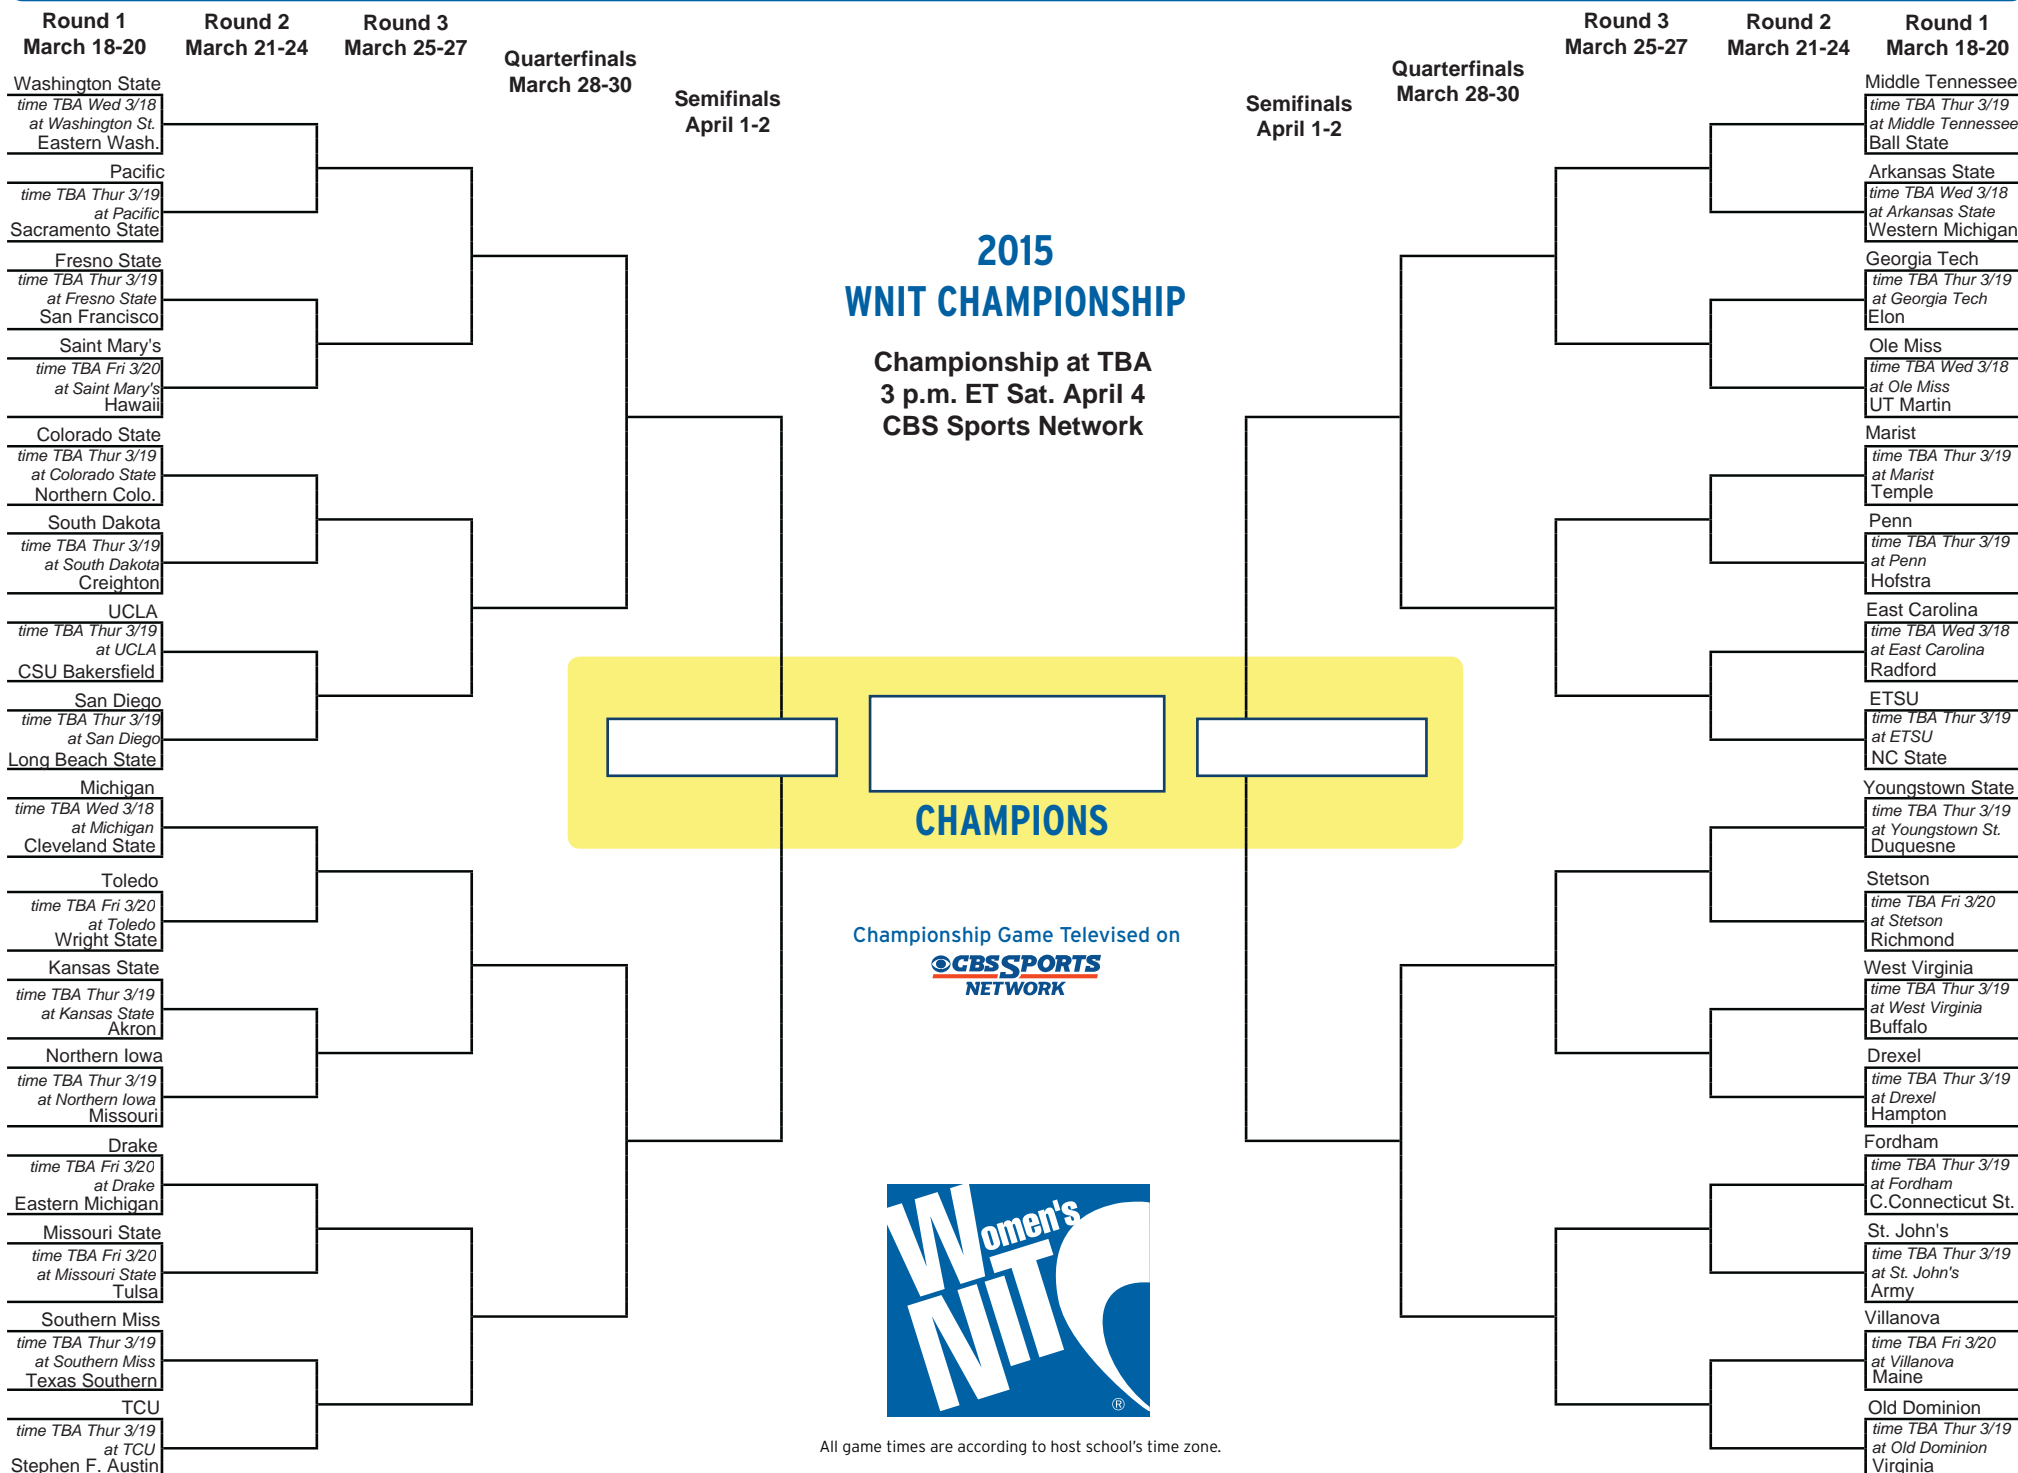 Round 1
March 18-20
Round 2
March 21-24
Round 3
March 25-27
Quarterfinals
March 28-30
Semifinals
April 1-2
Washington State
time TBA Wed 3/18
at Washington St.
Eastern Wash.
Pacific
time TBA Thur 3/19
at Pacific
Sacramento State
Fresno State
time TBA Thur 3/19
at Fresno State
San Francisco
Saint Mary's
time TBA Fri 3/20
at Saint Mary's
Hawaii
Colorado State
time TBA Thur 3/19
at Colorado State
Northern Colo.
South Dakota
time TBA Thur 3/19
at South Dakota
Creighton
UCLA
time TBA Thur 3/19
at UCLA
CSU Bakersfield
San Diego
time TBA Thur 3/19
at San Diego
Long Beach State
Michigan
time TBA Wed 3/18
at Michigan
Cleveland State
Toledo
time TBA Fri 3/20
at Toledo
Wright State
Kansas State
time TBA Thur 3/19
at Kansas State
Akron
Northern Iowa
time TBA Thur 3/19
at Northern Iowa
Missouri
Drake
time TBA Fri 3/20
at Drake
Eastern Michigan
Missouri State
time TBA Fri 3/20
at Missouri State
Tulsa
Southern Miss
time TBA Thur 3/19
at Southern Miss
Texas Southern
TCU
time TBA Thur 3/19
at TCU
Stephen F. Austin
2015
WNIT CHAMPIONSHIP
Championship at TBA
3 p.m. ET Sat. April 4
CBS Sports Network
CHAMPIONS
Championship Game Televised on
CBS SPORTS
NETWORK
Women's
NIT
®
All game times are according to host school's time zone.
Semifinals
April 1-2
Quarterfinals
March 28-30
Round 3
March 25-27
Round 2
March 21-24
Round 1
March 18-20
Middle Tennessee
time TBA Thur 3/19
at Middle Tennessee
Ball State
Arkansas State
time TBA Wed 3/18
at Arkansas State
Western Michigan
Georgia Tech
time TBA Thur 3/19
at Georgia Tech
Elon
Ole Miss
time TBA Wed 3/18
at Ole Miss
UT Martin
Marist
time TBA Thur 3/19
at Marist
Temple
Penn
time TBA Thur 3/19
at Penn
Hofstra
East Carolina
time TBA Wed 3/18
at East Carolina
Radford
ETSU
time TBA Thur 3/19
at ETSU
NC State
Youngstown State
time TBA Thur 3/19
at Youngstown St.
Duquesne
Stetson
time TBA Fri 3/20
at Stetson
Richmond
West Virginia
time TBA Thur 3/19
at West Virginia
Buffalo
Drexel
time TBA Thur 3/19
at Drexel
Hampton
Fordham
time TBA Thur 3/19
at Fordham
C.Connecticut St.
St. John's
time TBA Thur 3/19
at St. John's
Army
Villanova
time TBA Fri 3/20
at Villanova
Maine
Old Dominion
time TBA Thur 3/19
at Old Dominion
Virginia